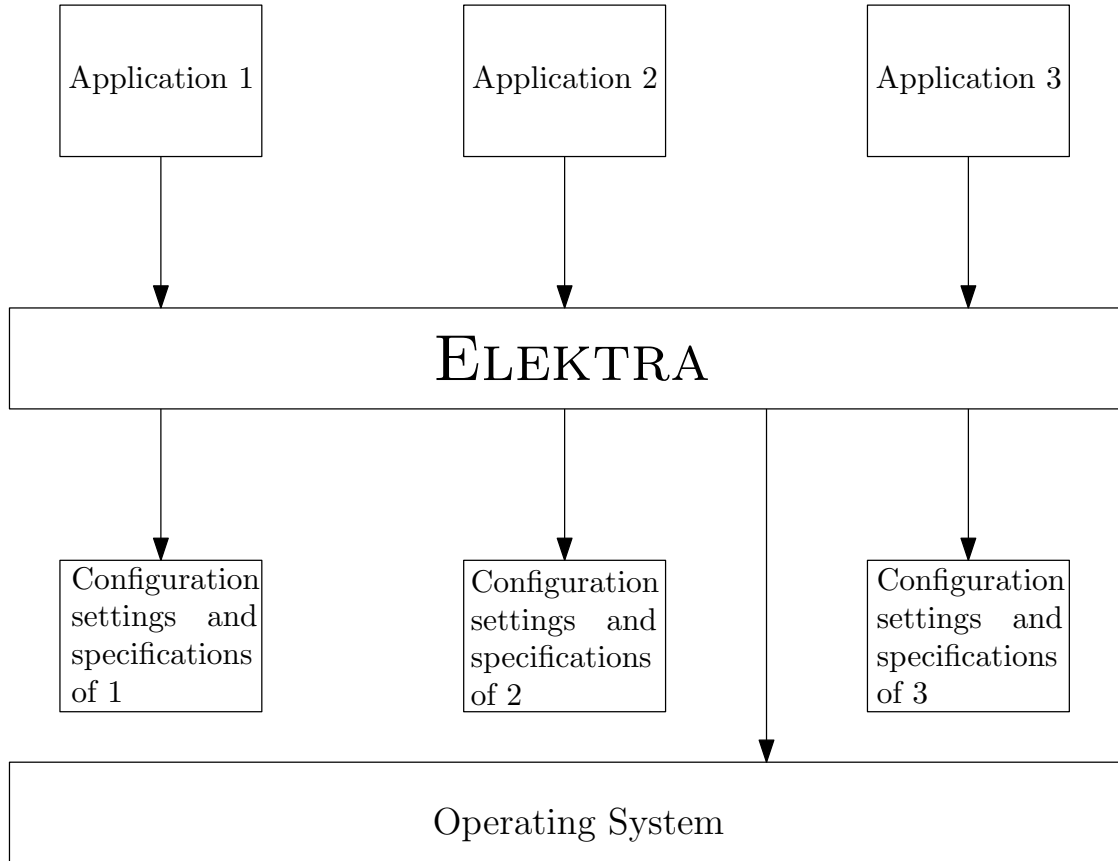 Application 1
Application 2
Application 3
ELEKTRA
Configuration
settings and
specifications
of 1
Configuration
settings and
specifications
of 2
Configuration
settings and
specifications
of 3
Operating System